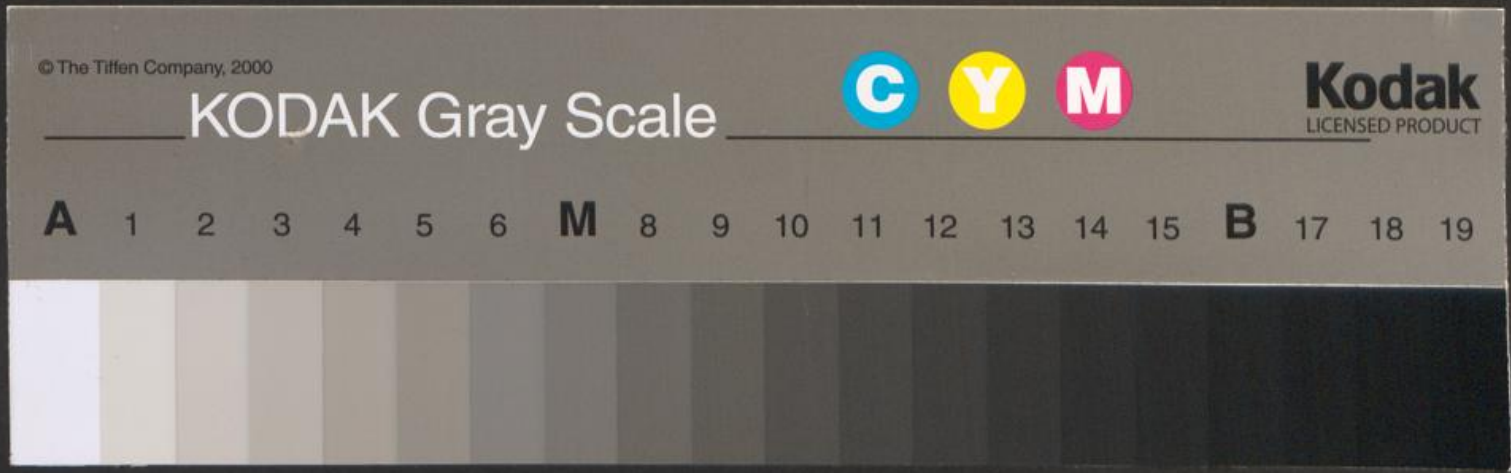 © The Tiffen Company, 2000
KODAK Gray Scale
C Y M
Kodak
LICENSED PRODUCT
A 1 2 3 4 5 6 M 8 9 10 11 12 13 14 15 B 17 18 19